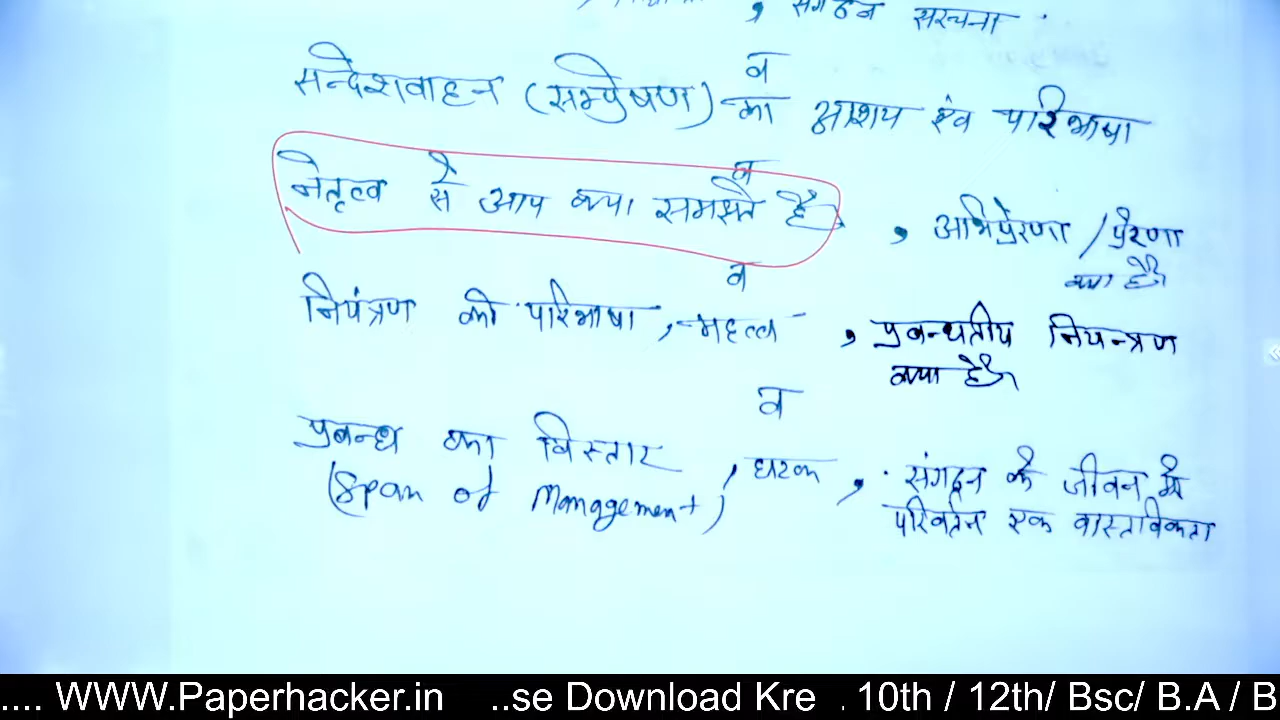 , संगठन संरचना
व
सन्देशवाहन (सम्प्रेषण) का आशय एंव परिभाषा
व
नेतृत्व से आप क्या समझते है?, अभिप्रेरणा / प्रेरणा
क्या है?
व
नियंत्रण की परिभाषा, महत्व, प्रबन्धतीय नियन्त्रण
क्या है?
व
प्रबन्ध का विस्तार, घटक, संगठन के जीवन में
(Span of Management) परिवर्तन एक वास्तविकता
.... WWW.Paperhacker.in ..se Download Kre . 10th / 12th/ Bsc/ B.A / B